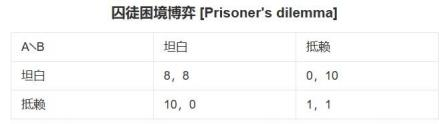 囚徒困境博弈 [Prisoner's dilemma]
A╲B 坦白 抵赖
坦白 8，8 0，10
抵赖 10，0 1，1